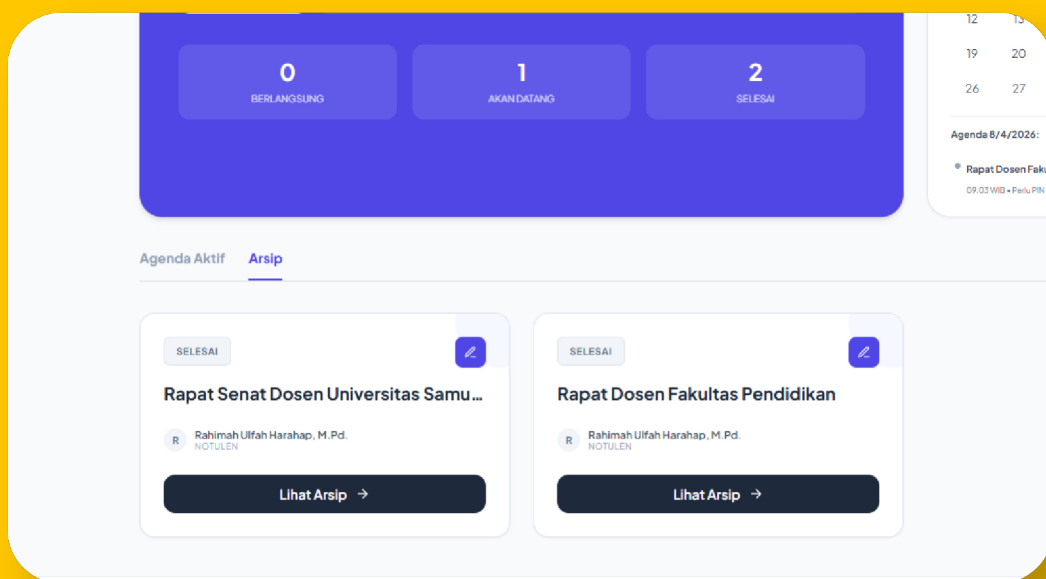 0
BERLANGSUNG
1
AKAN DATANG
2
SELESAI
12 13
19 20
26 27
Agenda 8/4/2026:
Rapat Dosen Faku
09.03 WIB • Perlu PIN
Agenda Aktif Arsip
SELESAI
Rapat Senat Dosen Universitas Samu...
R
Rahimah Ulfah Harahap, M.Pd.
NOTULEN
Lihat Arsip →
SELESAI
Rapat Dosen Fakultas Pendidikan
R
Rahimah Ulfah Harahap, M.Pd.
NOTULEN
Lihat Arsip →